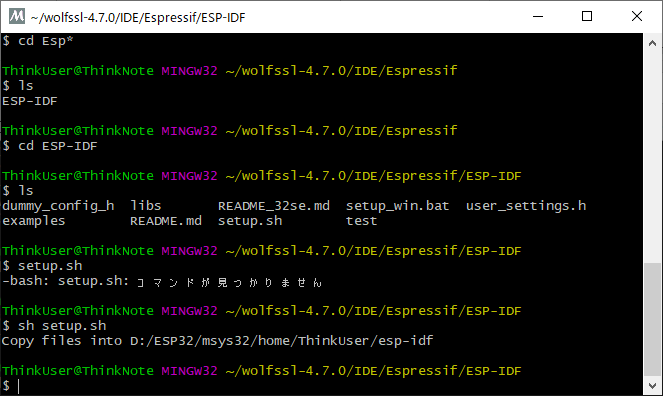 ~/wolfssl-4.7.0/IDE/Espressif/ESP-IDF
$ cd Esp*
ThinkUser@ThinkNote MINGW32 ~/wolfssl-4.7.0/IDE/Espressif
$ ls
ESP-IDF
ThinkUser@ThinkNote MINGW32 ~/wolfssl-4.7.0/IDE/Espressif
$ cd ESP-IDF
ThinkUser@ThinkNote MINGW32 ~/wolfssl-4.7.0/IDE/Espressif/ESP-IDF
$ ls
dummy_config_h  libs       README_32se.md  setup_win.bat  user_settings.h
examples        README.md  setup.sh        test
ThinkUser@ThinkNote MINGW32 ~/wolfssl-4.7.0/IDE/Espressif/ESP-IDF
$ setup.sh
-bash: setup.sh: コマンドが見つかりません
ThinkUser@ThinkNote MINGW32 ~/wolfssl-4.7.0/IDE/Espressif/ESP-IDF
$ sh setup.sh
Copy files into D:/ESP32/msys32/home/ThinkUser/esp-idf
ThinkUser@ThinkNote MINGW32 ~/wolfssl-4.7.0/IDE/Espressif/ESP-IDF
$